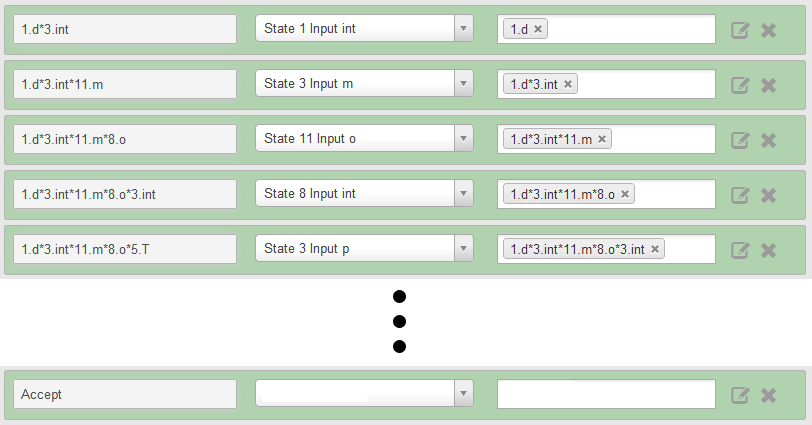 1.d*3.int State 1 Input int 1.d ×
1.d*3.int*11.m State 3 Input m 1.d*3.int ×
1.d*3.int*11.m*8.o State 11 Input o 1.d*3.int*11.m ×
1.d*3.int*11.m*8.o*3.int State 8 Input int 1.d*3.int*11.m*8.o ×
1.d*3.int*11.m*8.o*5.T State 3 Input p 1.d*3.int*11.m*8.o*3.int ×
Accept